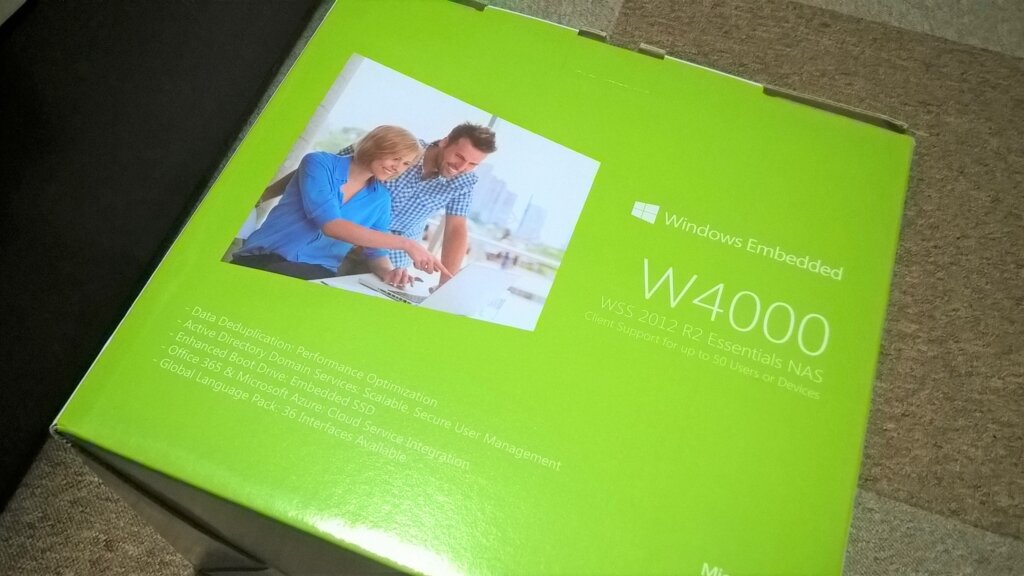 Windows Embedded
W4000
WSS 2012 R2 Essentials NAS
Client Support for up to 50 Users or Devices
- Data Deduplication: Performance Optimization
- Active Directory Domain Services: Scalable, Secure User Management
- Enhanced Boot Drive: Embedded SSD
- Office 365 & Microsoft Azure: Cloud Service Integration
- Global Language Pack: 36 Interfaces Available